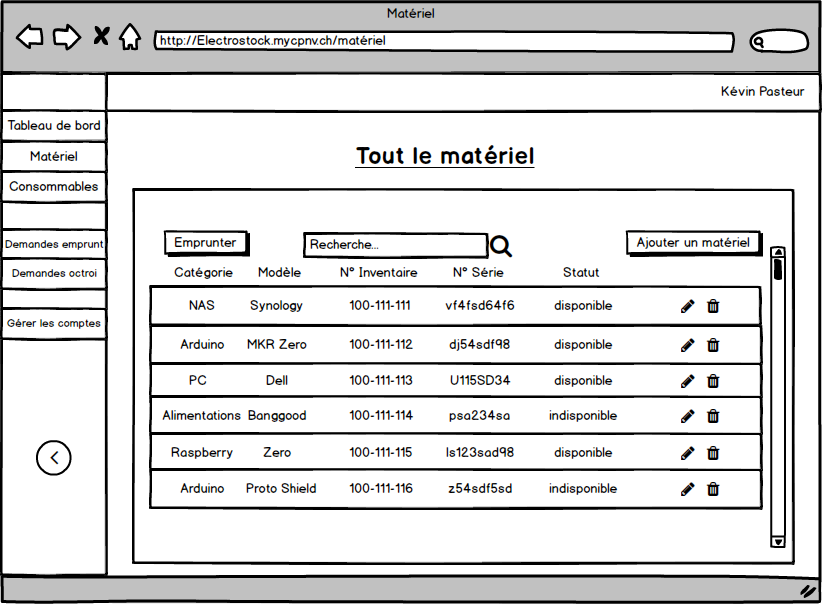 Matériel
http://Electrostock.mycpnv.ch/matériel
Kévin Pasteur
Tableau de bord
Matériel
Consommables
Demandes emprunt
Demandes octroi
Gérer les comptes
Tout le matériel
Emprunter Recherche... Ajouter un matériel
Catégorie Modèle N° Inventaire N° Série Statut
NAS Synology 100-111-111 vf4fsd64f6 disponible
Arduino MKR Zero 100-111-112 dj54sdf98 disponible
PC Dell 100-111-113 U115SD34 disponible
Alimentations Banggood 100-111-114 psa234sa indisponible
Raspberry Zero 100-111-115 ls123sad98 disponible
Arduino Proto Shield 100-111-116 z54sdf5sd indisponible